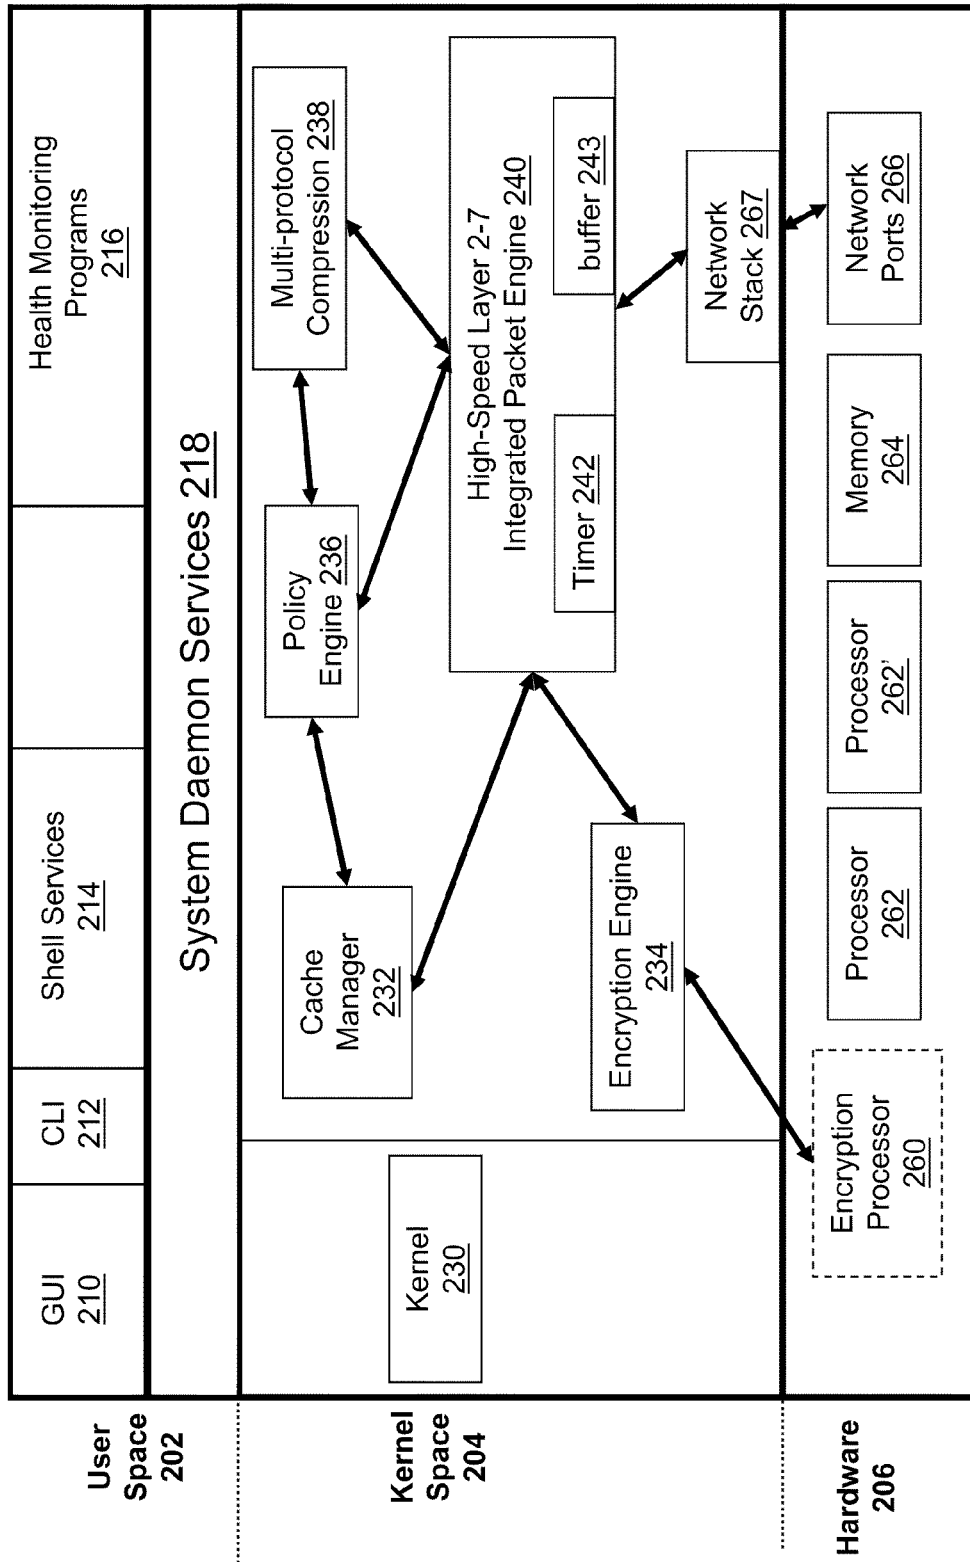 User
Space
202
GUI
210
CLI
212
Shell Services
214
Health Monitoring
Programs
216
System Daemon Services 218
Kernel
Space
204
Kernel
230
Cache
Manager
232
Policy
Engine 236
Multi-protocol
Compression 238
High-Speed Layer 2-7
Integrated Packet Engine 240
Timer 242
buffer 243
Encryption Engine
234
Network
Stack 267
Hardware
206
Encryption
Processor
260
Processor
262
Processor
262'
Memory
264
Network
Ports 266